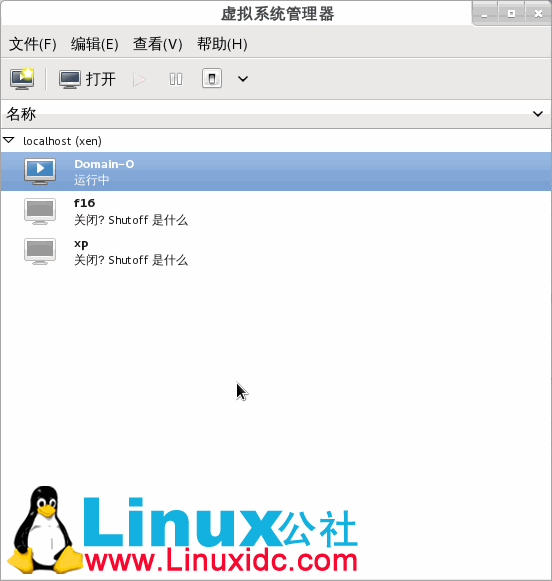 虚拟系统管理器
文件(F) 编辑(E) 查看(V) 帮助(H)
打开
名称
localhost (xen)
Domain-0
运行中
f16
关闭? Shutoff 是什么
xp
关闭? Shutoff 是什么
Linux公社
www.Linuxidc.com